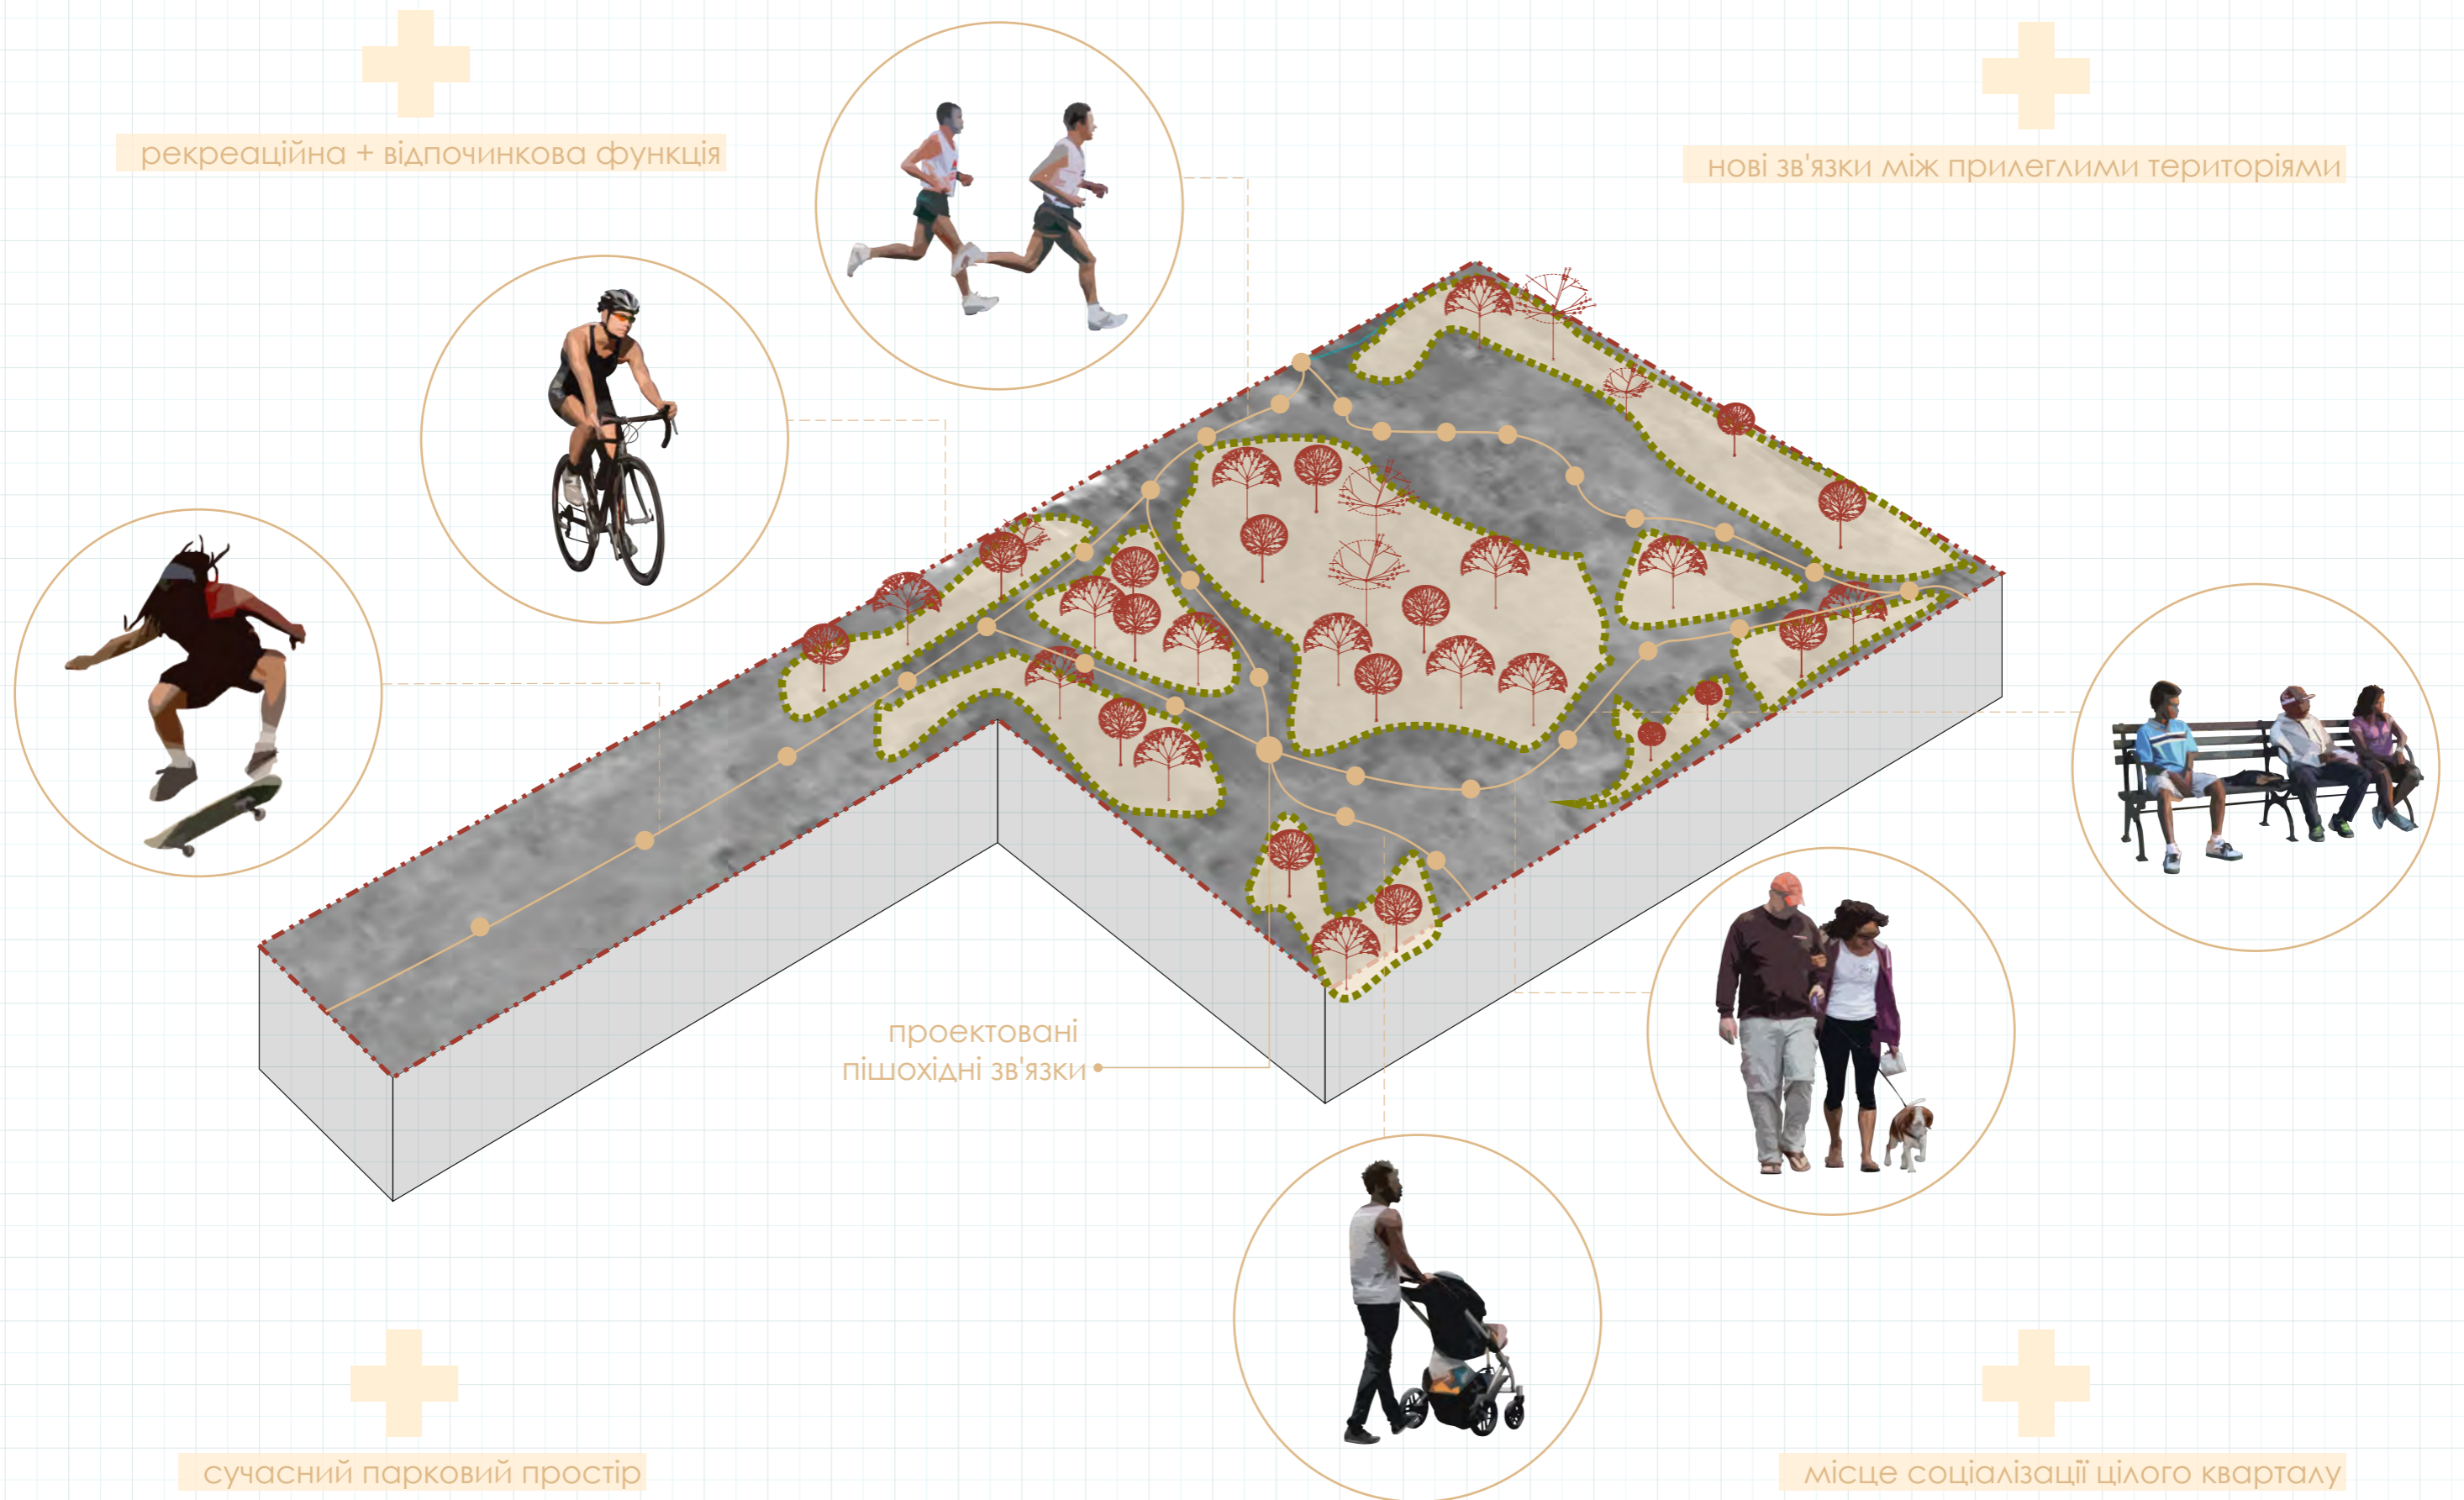 рекреаційна + відпочинкова функція
нові зв'язки між прилеглими територіями
проектовані
пішохідні зв'язки
сучасний парковий простір
місце соціалізації цілого кварталу